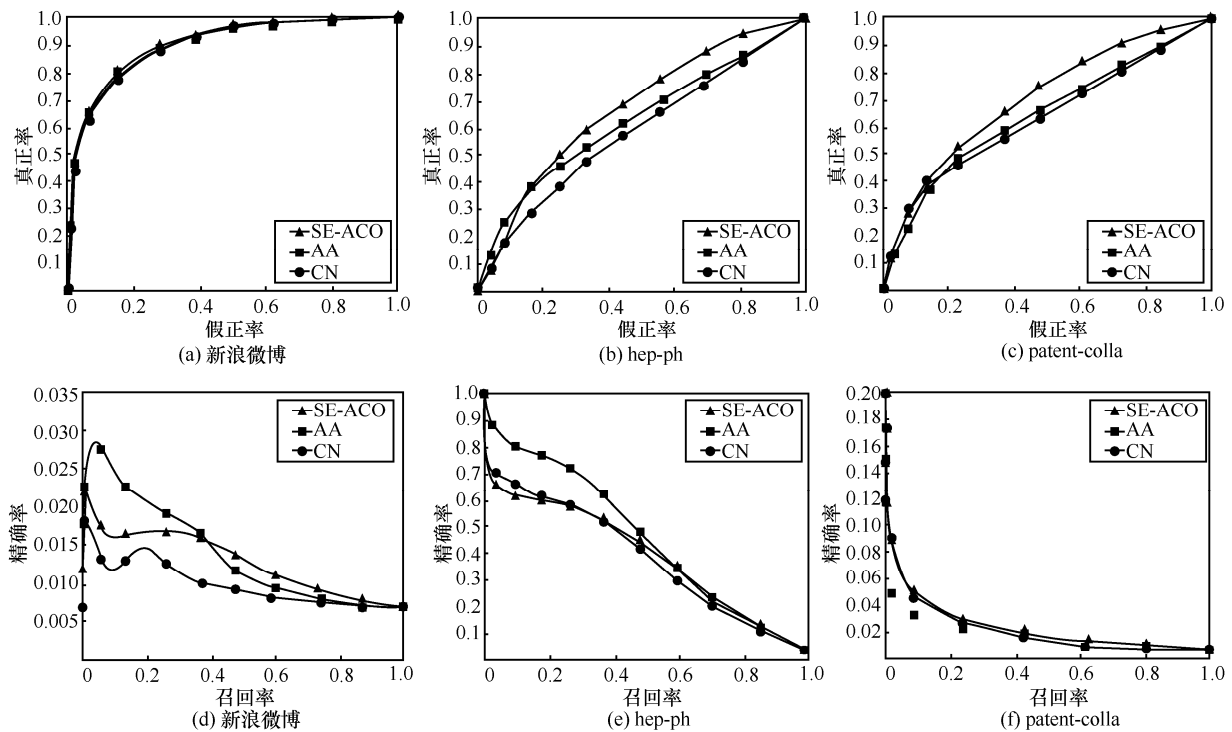 1.0
0.9
0.8
0.7
0.6
0.5
0.4
0.3
0.2
0.1
真正率
SE-ACO
AA
CN
0 0.2 0.4 0.6 0.8 1.0
假正率
(a) 新浪微博
1.0
0.9
0.8
0.7
0.6
0.5
0.4
0.3
0.2
0.1
真正率
SE-ACO
AA
CN
0 0.2 0.4 0.6 0.8 1.0
假正率
(b) hep-ph
1.0
0.9
0.8
0.7
0.6
0.5
0.4
0.3
0.2
0.1
真正率
SE-ACO
AA
CN
0 0.2 0.4 0.6 0.8 1.0
假正率
(c) patent-colla
0.035
0.030
0.025
0.020
0.015
0.010
0.005
精确率
SE-ACO
AA
CN
0 0.2 0.4 0.6 0.8 1.0
召回率
(d) 新浪微博
1.0
0.9
0.8
0.7
0.6
0.5
0.4
0.3
0.2
0.1
精确率
SE-ACO
AA
CN
0 0.2 0.4 0.6 0.8 1.0
召回率
(e) hep-ph
0.20
0.18
0.16
0.14
0.12
0.10
0.08
0.06
0.04
0.02
精确率
SE-ACO
AA
CN
0 0.2 0.4 0.6 0.8 1.0
召回率
(f) patent-colla